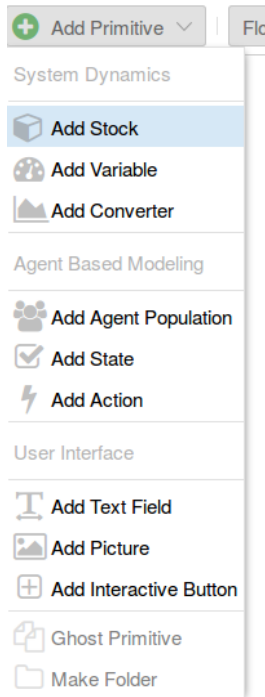 Add Primitive
Flo
System Dynamics
Add Stock
Add Variable
Add Converter
Agent Based Modeling
Add Agent Population
Add State
Add Action
User Interface
T Add Text Field
Add Picture
Add Interactive Button
Ghost Primitive
Make Folder